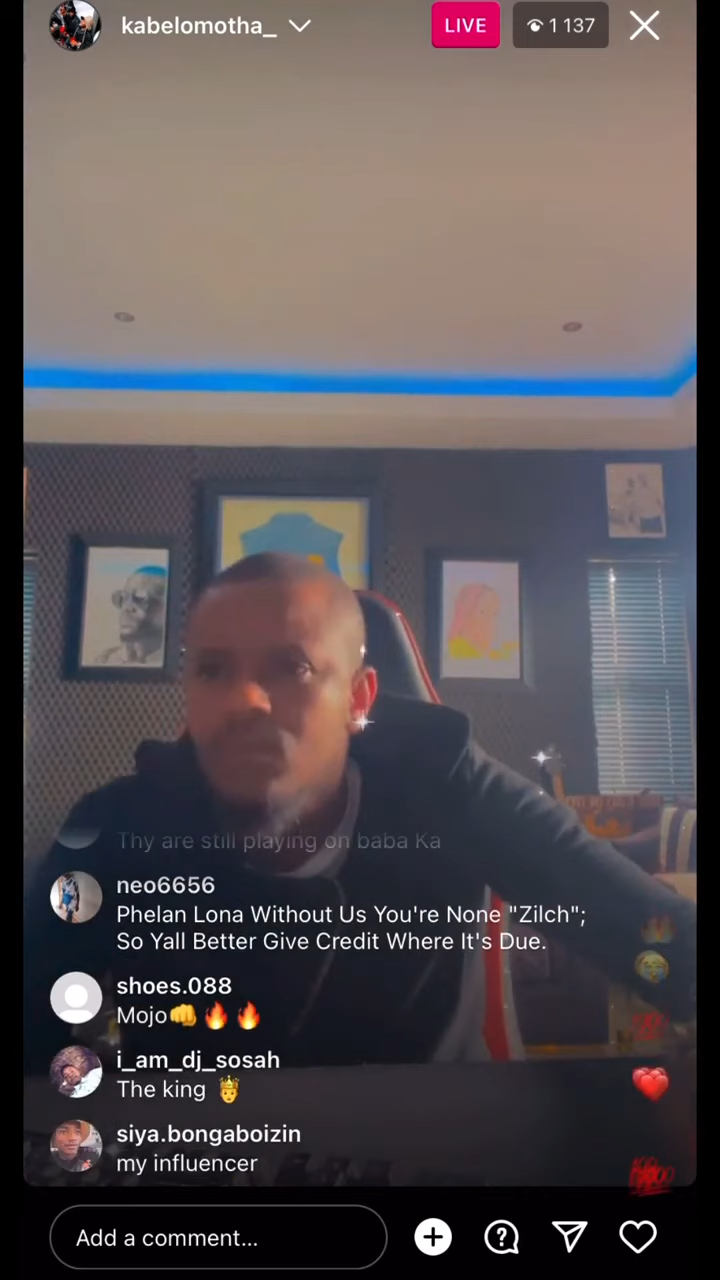 kabelomotha_
LIVE
1 137
Thy are still playing on baba Ka
neo6656
Phelan Lona Without Us You're None "Zilch";
So Yall Better Give Credit Where It's Due.
shoes.088
Mojo👊🔥🔥
i_am_dj_sosah
The king 🤴
siya.bongaboizin
my influencer
Add a comment...